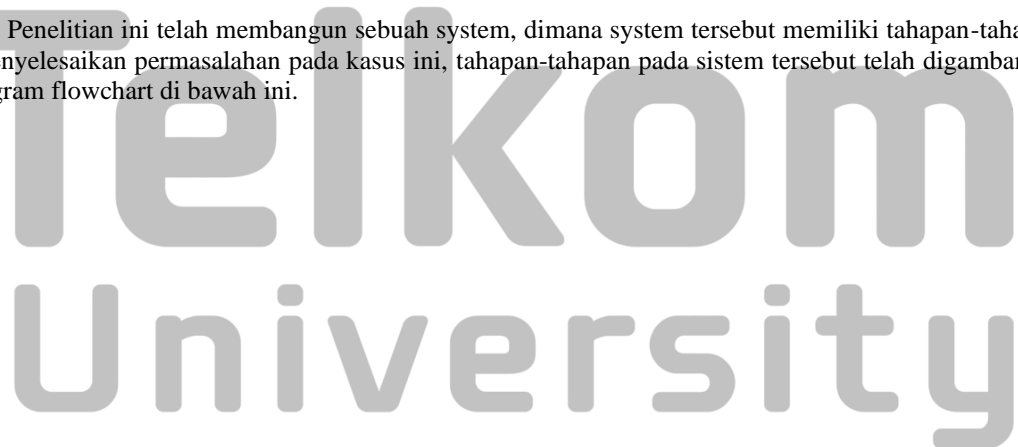 Penelitian ini telah membangun sebuah system, dimana system tersebut memiliki tahapan-taha
nyelesaikan permasalahan pada kasus ini, tahapan-tahapan pada sistem tersebut telah digambar
gram flowchart di bawah ini.
Telkom
University